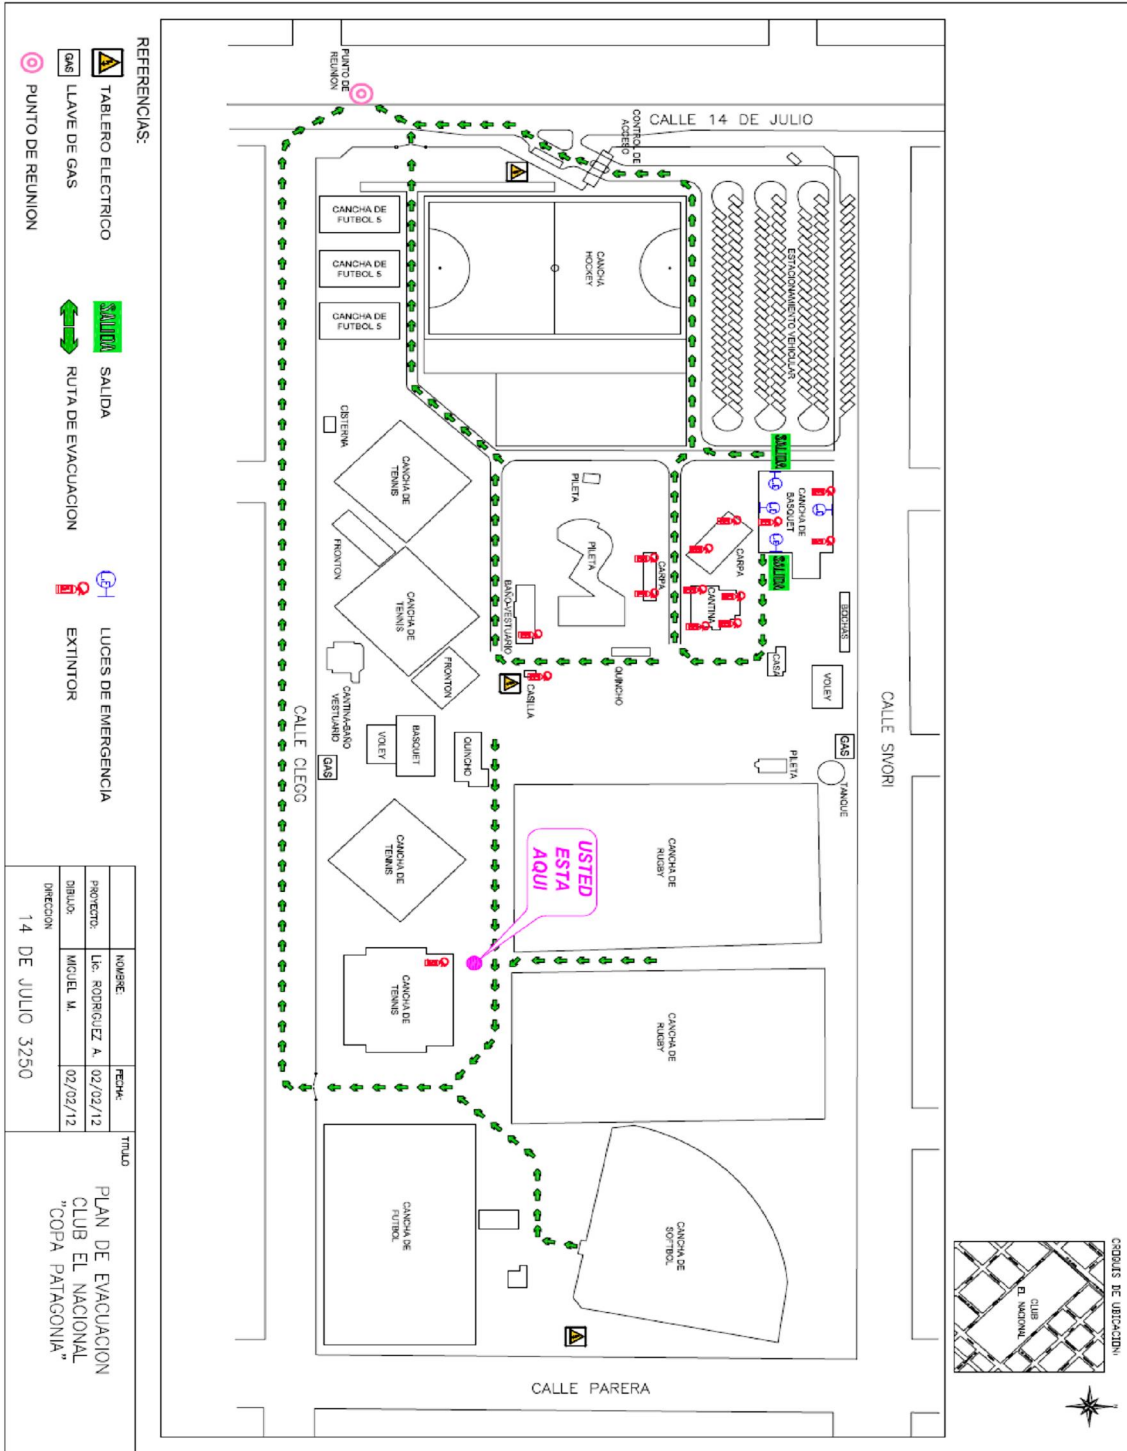 CROQUIS DE UBICACION:
CLUB
EL NACIONAL
CALLE SIVORI
CALLE 14 DE JULIO
CALLE PARERA
CALLE CLEGG
PUNTO DE
REUNION
CONTROL DE
ACCESO
ESTACIONAMIENTO VEHICULAR
CANCHA
HOCKEY
CANCHA DE
FUTBOL 5
CANCHA DE
FUTBOL 5
CANCHA DE
FUTBOL 5
SALIDA
CANCHA DE
BASQUET
SALIDA
CARPA
CANTINA
CARPA
BOCHAS
CASA
VOLEY
GAS
TANQUE
PILETA
PILETA
PILETA
BAÑO-VESTUARIO
QUINCHO
CASILLA
CISTERNA
CANCHA DE
TENNIS
FRONTON
CANCHA DE
TENNIS
FRONTON
CANTINA-BAÑO
VESTUARIO
GAS
BASQUET
VOLEY
QUINCHO
CANCHA DE
TENNIS
CANCHA DE
TENNIS
USTED
ESTA
AQUI
CANCHA DE
RUGBY
CANCHA DE
RUGBY
CANCHA DE
SOFTBOL
CANCHA DE
FUTBOL
REFERENCIAS:
TABLERO ELECTRICO
GAS
LLAVE DE GAS
PUNTO DE REUNION
SALIDA
SALIDA
RUTA DE EVACUACION
LUCES DE EMERGENCIA
EXTINTOR
NOMBRE:
FECHA:
PROYECTO:
Lic. RODRIGUEZ A.
02/02/12
DIBUJO:
MIGUEL M.
02/02/12
DIRECCION
14 DE JULIO 3250
TITULO
PLAN DE EVACUACION
CLUB EL NACIONAL
"COPA PATAGONIA"